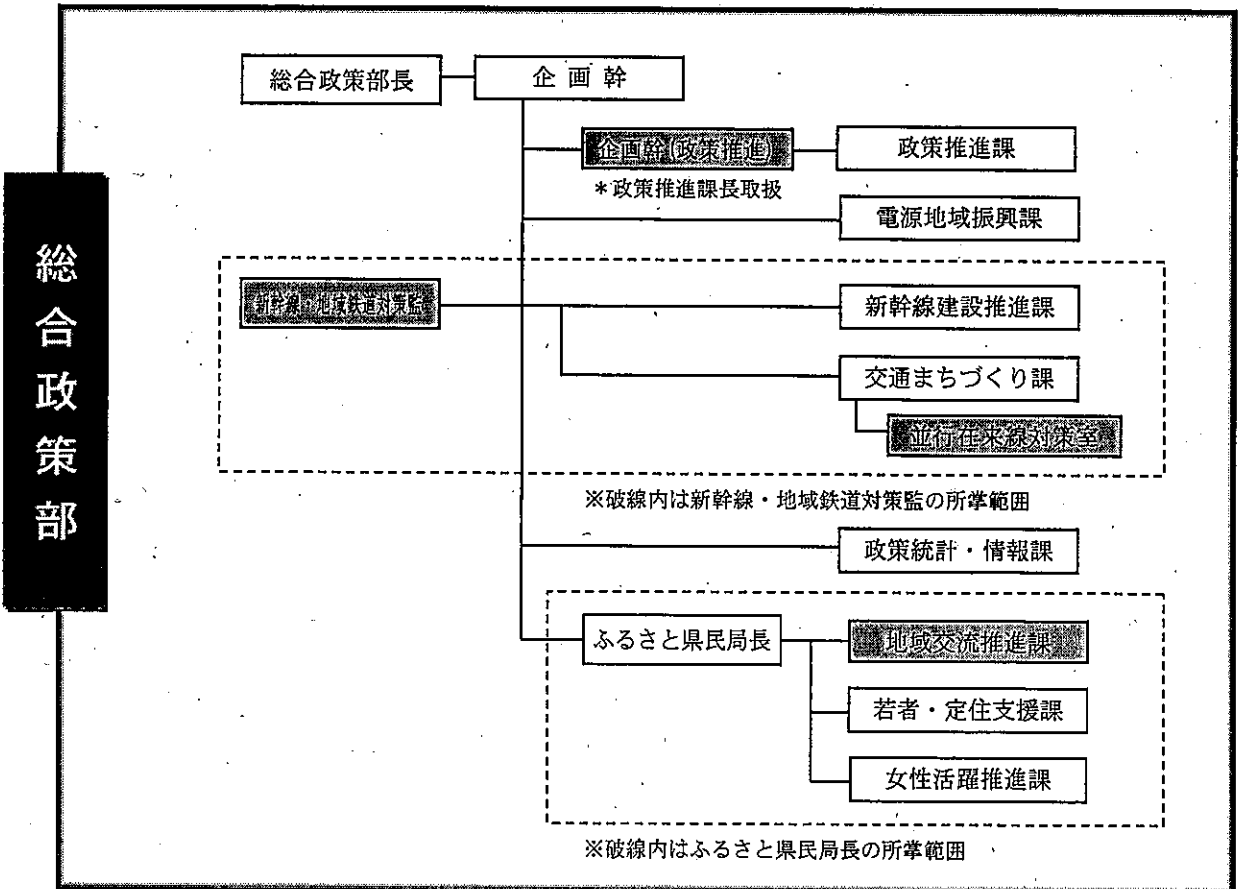 総合政策部
総合政策部長
企画幹
企画幹(政策推進)
政策推進課
＊政策推進課長取扱
電源地域振興課
新幹線・地域鉄道対策監
新幹線建設推進課
交通まちづくり課
並行在来線対策室
※破線内は新幹線・地域鉄道対策監の所掌範囲
政策統計・情報課
ふるさと県民局長
地域交流推進課
若者・定住支援課
女性活躍推進課
※破線内はふるさと県民局長の所掌範囲